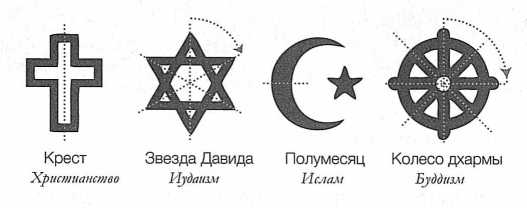 Крест
Христианство
Звезда Давида
Иудаизм
Полумесяц
Ислам
Колесо дхармы
Буддизм